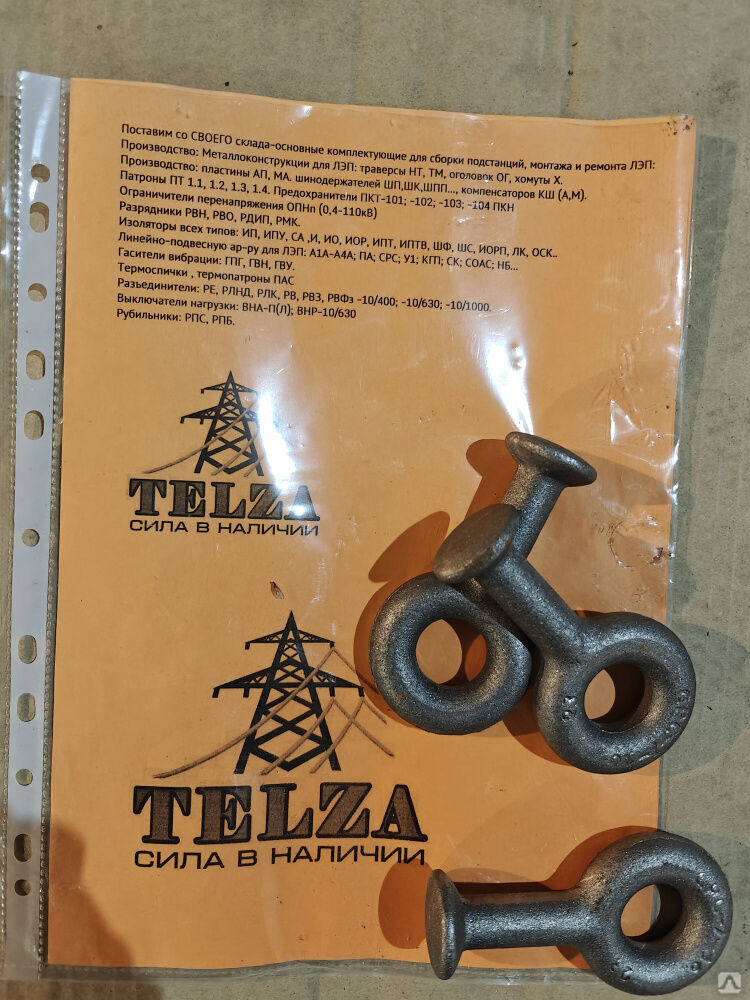 Поставим со СВОЕГО склада-основные комплектующие для сборки подстанций, монтажа и ремонта ЛЭП:
Производство: Металлоконструкции для ЛЭП: траверсы НТ, ТМ, оголовок ОГ, хомуты Х.
Производство: пластины АП, МА. шинодержателей ШП,ШК,ШПП..., компенсаторов КШ (А,М).
Патроны ПТ 1.1, 1.2, 1.3, 1.4. Предохранители ПКТ-101; -102; -103; -104 ПКН
Ограничители перенапряжения ОПНп (0,4-110кВ)
Разрядники РВН, РВО, РДИП, РМК.
Изоляторы всех типов: ИП, ИПУ, СА ,И, ИО, ИОР, ИПТ, ИПТВ, ШФ, ШС, ИОРП, ЛК, ОСК..
Линейно-подвесную ар-ру для ЛЭП: А1А-А4А; ПА; СРС; У1; КГП; СК; СОАС; НБ...
Гасители вибрации: ГПГ, ГВН, ГВУ.
Термоспички , термопатроны ПАС
Разъединители: РЕ, РЛНД, РЛК, РВ, РВЗ, РВФз -10/400; -10/630; -10/1000.
Выключатели нагрузки: ВНА-П(Л); ВНР-10/630
Рубильники: РПС, РПБ.
TELZA
СИЛА В НАЛИЧИИ
TELZA
СИЛА В НАЛИЧИИ